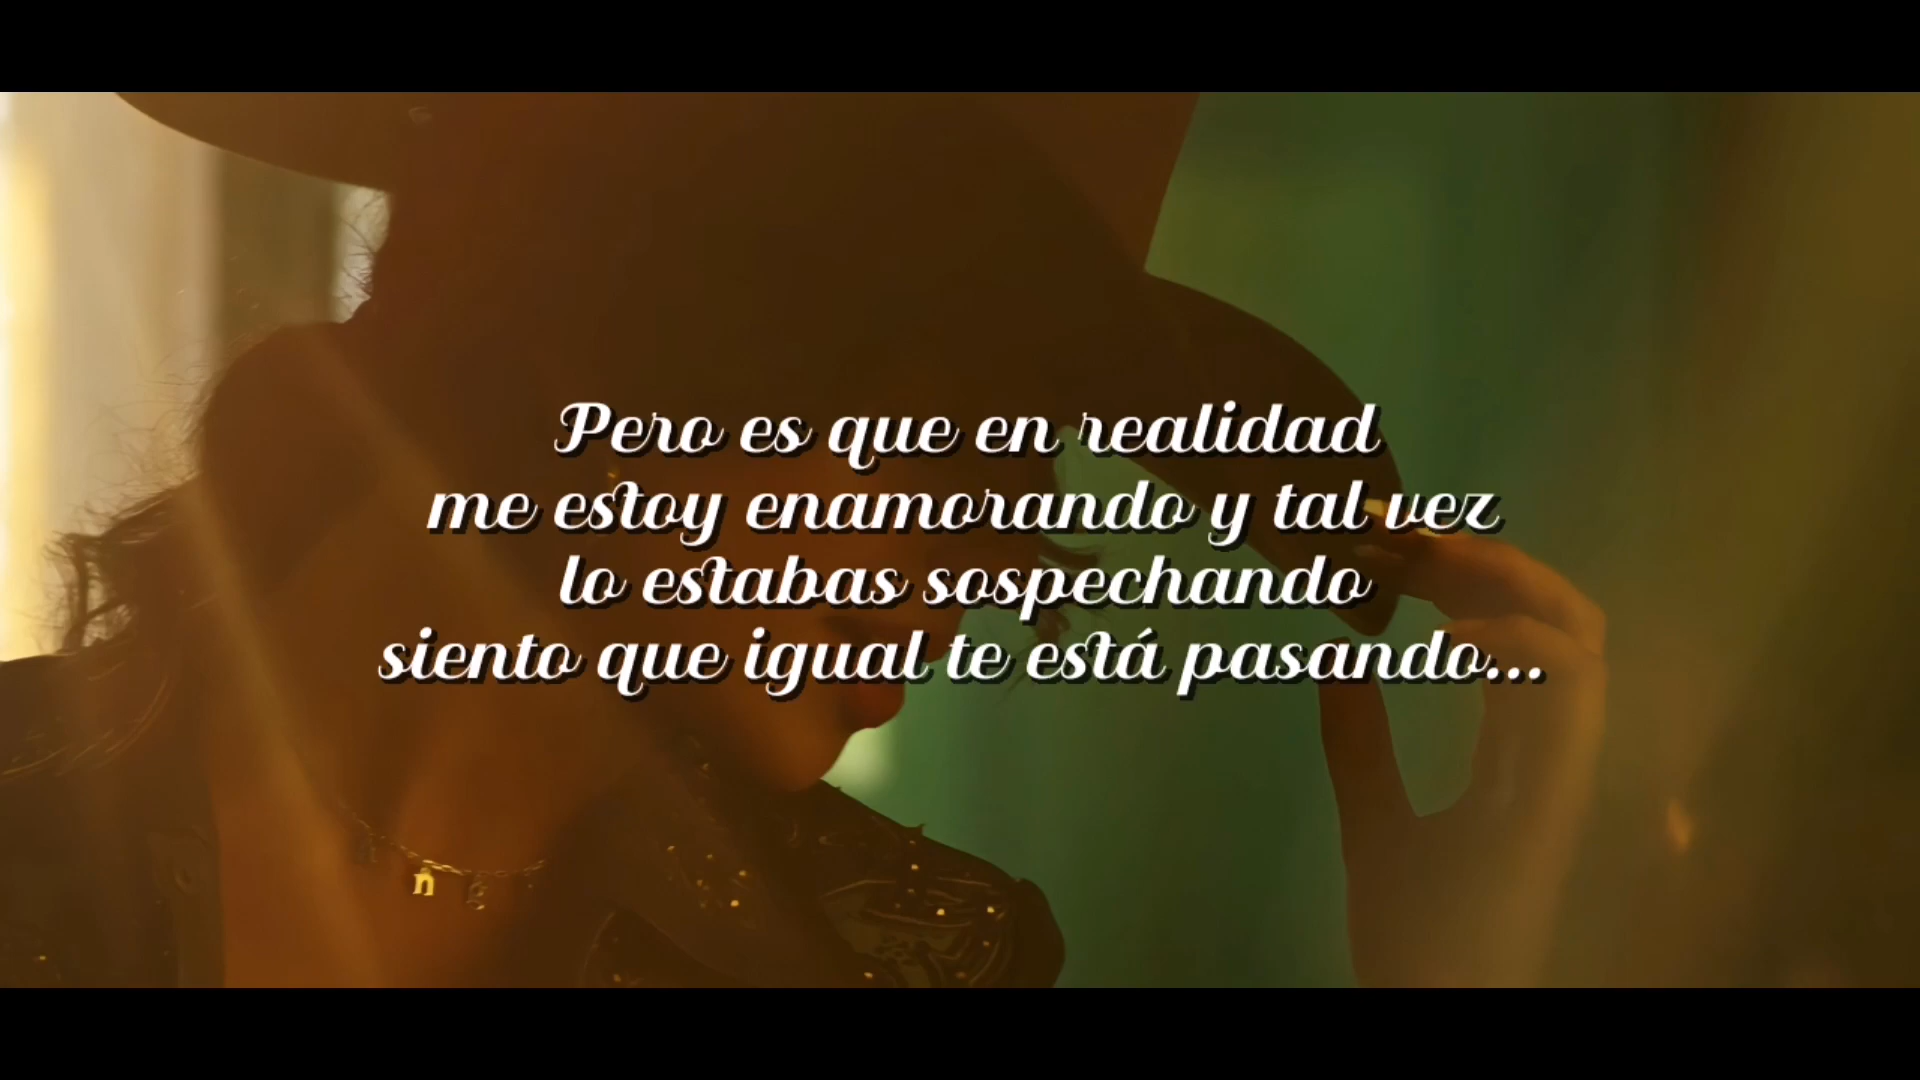 Pero es que en realidad
me estoy enamorando y tal vez
lo estabas sospechando
siento que igual te está pasando...
n